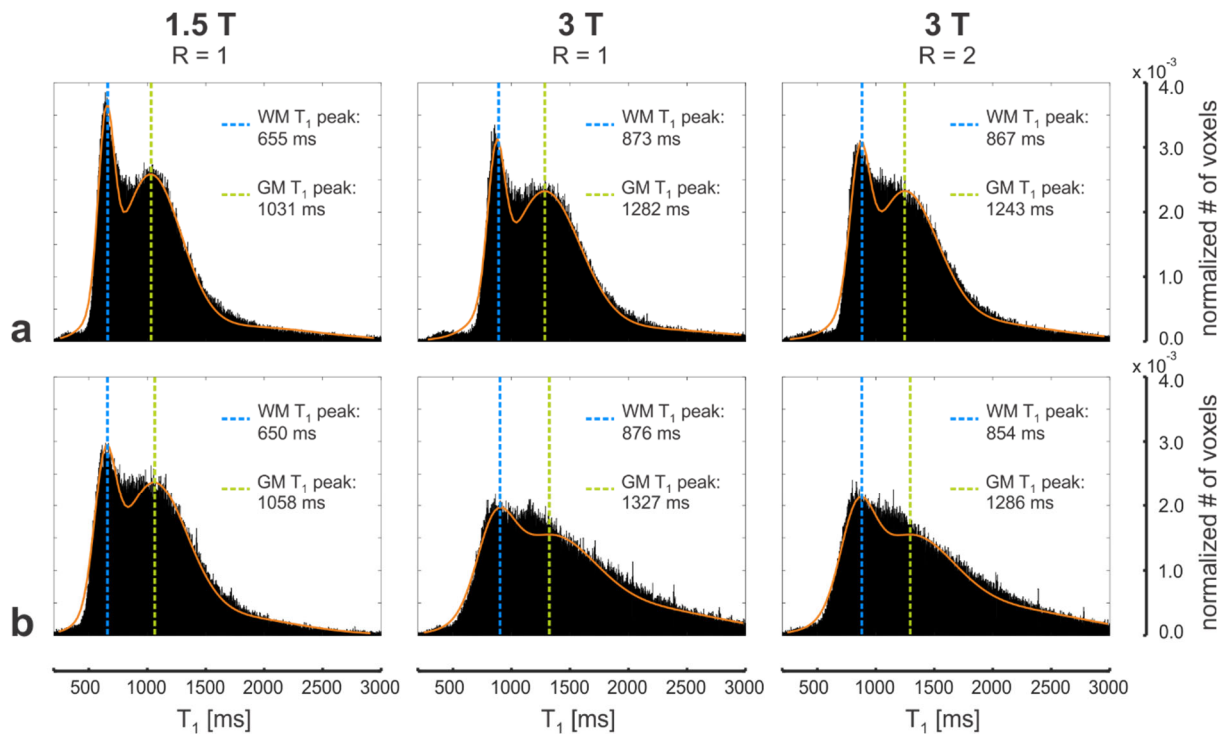 1.5 T
R = 1
3 T
R = 1
3 T
R = 2
x 10⁻³
WM T₁ peak:
655 ms
GM T₁ peak:
1031 ms
WM T₁ peak:
873 ms
GM T₁ peak:
1282 ms
WM T₁ peak:
867 ms
GM T₁ peak:
1243 ms
4.0
3.0
2.0
1.0
0.0
normalized # of voxels
a
x 10⁻³
WM T₁ peak:
650 ms
GM T₁ peak:
1058 ms
WM T₁ peak:
876 ms
GM T₁ peak:
1327 ms
WM T₁ peak:
854 ms
GM T₁ peak:
1286 ms
4.0
3.0
2.0
1.0
0.0
normalized # of voxels
b
500 1000 1500 2000 2500 3000
T₁ [ms]
500 1000 1500 2000 2500 3000
T₁ [ms]
500 1000 1500 2000 2500 3000
T₁ [ms]